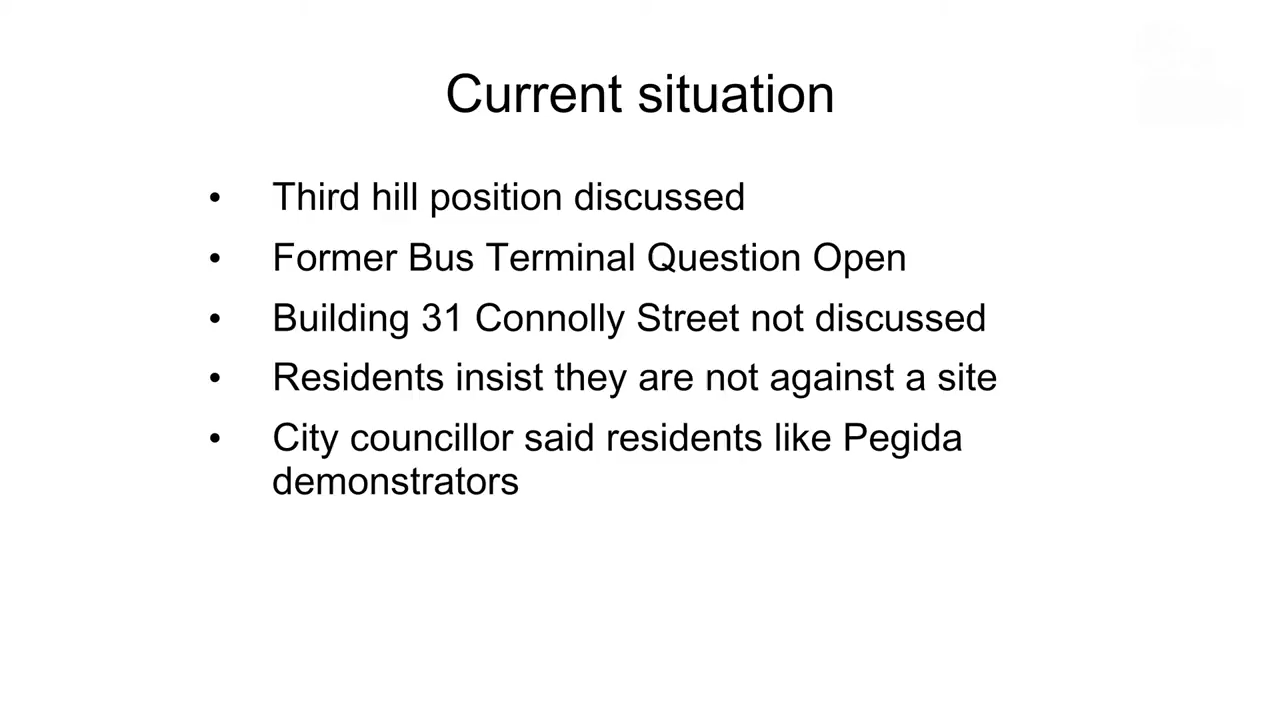 Current situation
• Third hill position discussed
• Former Bus Terminal Question Open
• Building 31 Connolly Street not discussed
• Residents insist they are not against a site
• City councillor said residents like Pegida
demonstrators